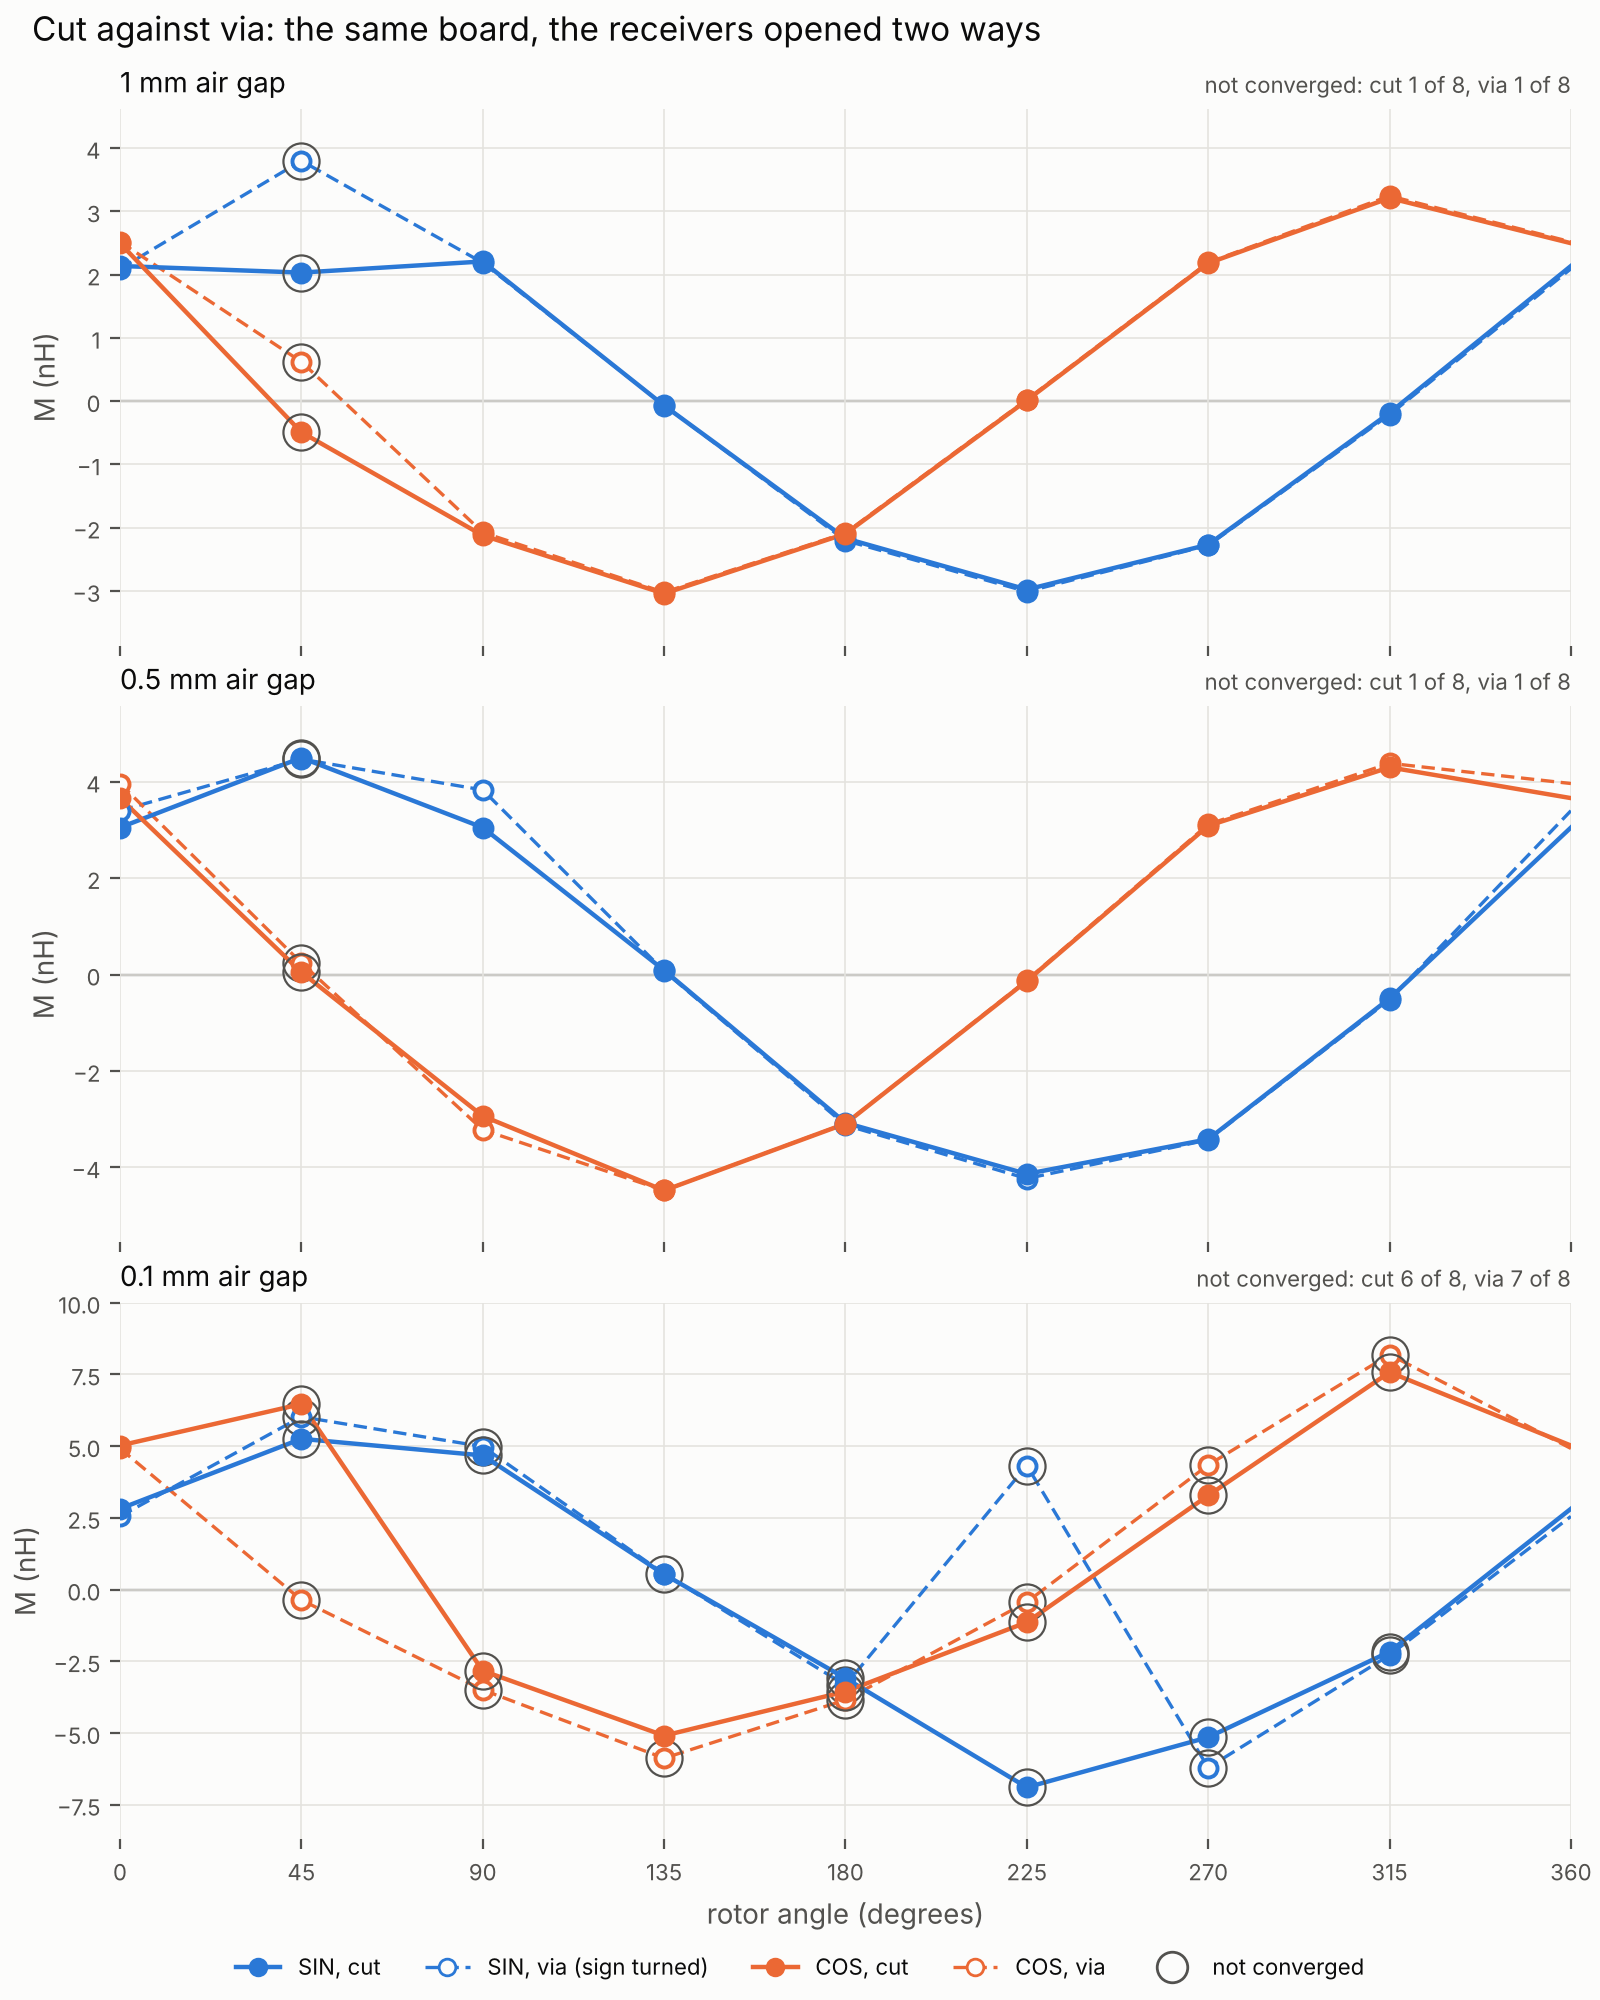 Cut against via: the same board, the receivers opened two ways
1 mm air gap
not converged: cut 1 of 8, via 1 of 8
4
3
2
1
0
−1
−2
−3
M (nH)
0.5 mm air gap
not converged: cut 1 of 8, via 1 of 8
4
2
0
−2
−4
M (nH)
0.1 mm air gap
not converged: cut 6 of 8, via 7 of 8
10.0
7.5
5.0
2.5
0.0
−2.5
−5.0
−7.5
M (nH)
0 45 90 135 180 225 270 315 360
rotor angle (degrees)
SIN, cut SIN, via (sign turned) COS, cut COS, via not converged